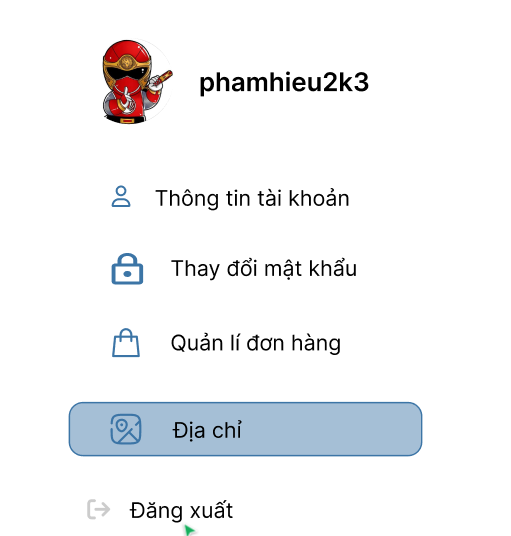 phamhieu2k3
Thông tin tài khoản
Thay đổi mật khẩu
Quản lí đơn hàng
Địa chỉ
Đăng xuất